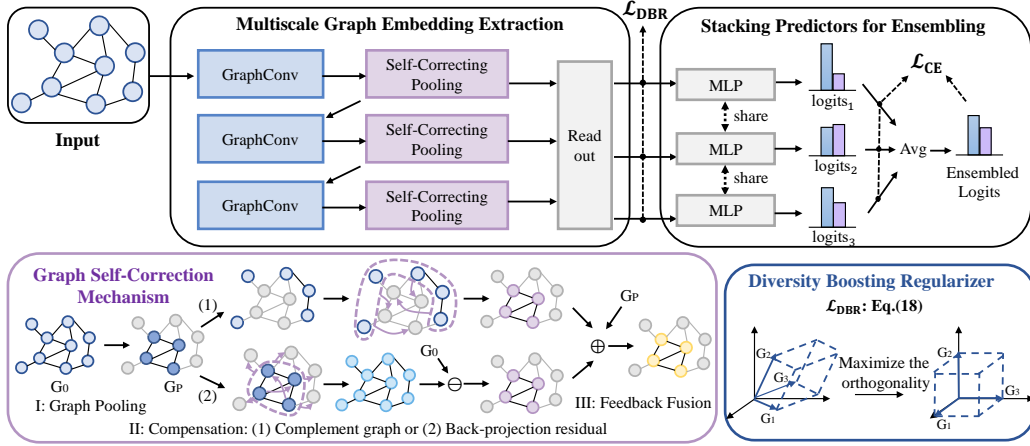 Multiscale Graph Embedding Extraction
ℒDBR
Stacking Predictors for Ensembling
Input
GraphConv
Self-Correcting
Pooling
GraphConv
Self-Correcting
Pooling
GraphConv
Self-Correcting
Pooling
Read
out
MLP
share
MLP
share
MLP
logits₁
logits₂
logits₃
ℒCE
Avg
Ensembled
Logits
Graph Self-Correction
Mechanism
G₀
I: Graph Pooling
GP
(1)
(2)
G₀
GP
III: Feedback Fusion
II: Compensation: (1) Complement graph or (2) Back-projection residual
Diversity Boosting Regularizer
ℒDBR: Eq.(18)
G₂
G₃
G₁
Maximize the
orthogonality
G₂
G₃
G₁